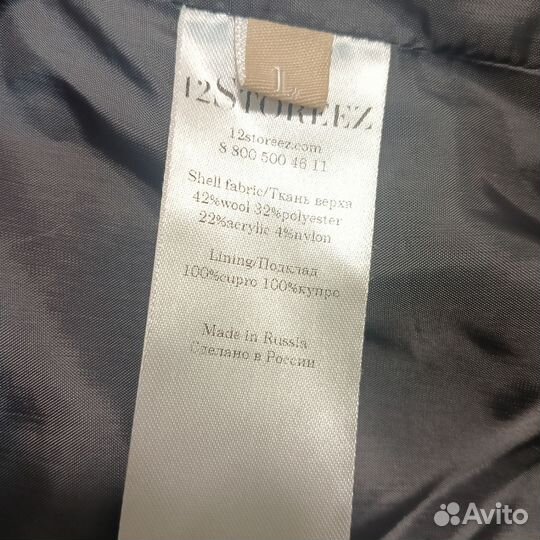 L
12STOREEZ
12storeez.com
8 800 500 46 11
Shell fabric/Ткань верха
42%wool 32%polyester
22%acrylic 4%nylon
Lining/Подклад
100%cupro 100%купро
Made in Russia
Сделано в России
Avito